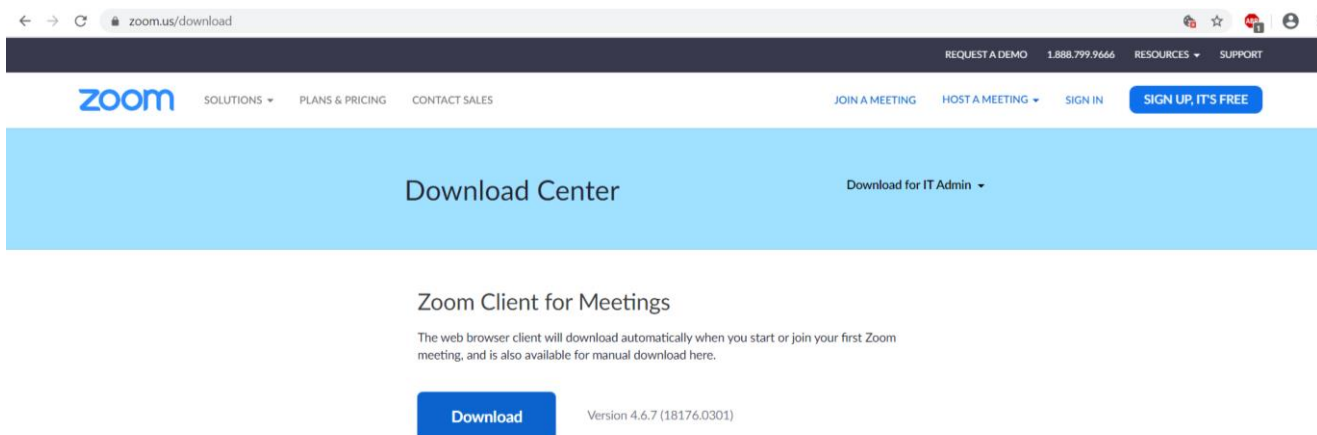 zoom.us/download
REQUEST A DEMO 1.888.799.9666 RESOURCES SUPPORT
zoom SOLUTIONS PLANS & PRICING CONTACT SALES JOIN A MEETING HOST A MEETING SIGN IN SIGN UP, IT'S FREE
Download Center Download for IT Admin
Zoom Client for Meetings
The web browser client will download automatically when you start or join your first Zoom
meeting, and is also available for manual download here.
Download Version 4.6.7 (18176.0301)